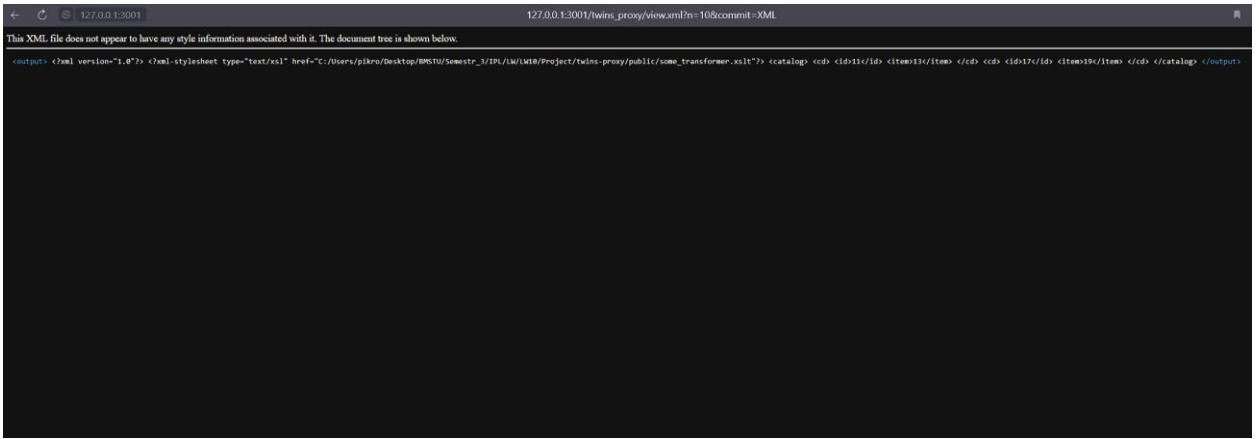 127.0.0.1:3001 127.0.0.1:3001/twins_proxy/view.xml?n=10&commit=XML
This XML file does not appear to have any style information associated with it. The document tree is shown below.
<output> <?xml version="1.0"?> <?xml-stylesheet type="text/xsl" href="C:/Users/pikro/Desktop/BMSTU/Semestr_3/IPL/LW/LW10/Project/twins-proxy/public/some_transformer.xslt"?> <catalog> <cd> <id>11</id> <item>13</item> </cd> <cd> <id>17</id> <item>19</item> </cd> </catalog> </output>